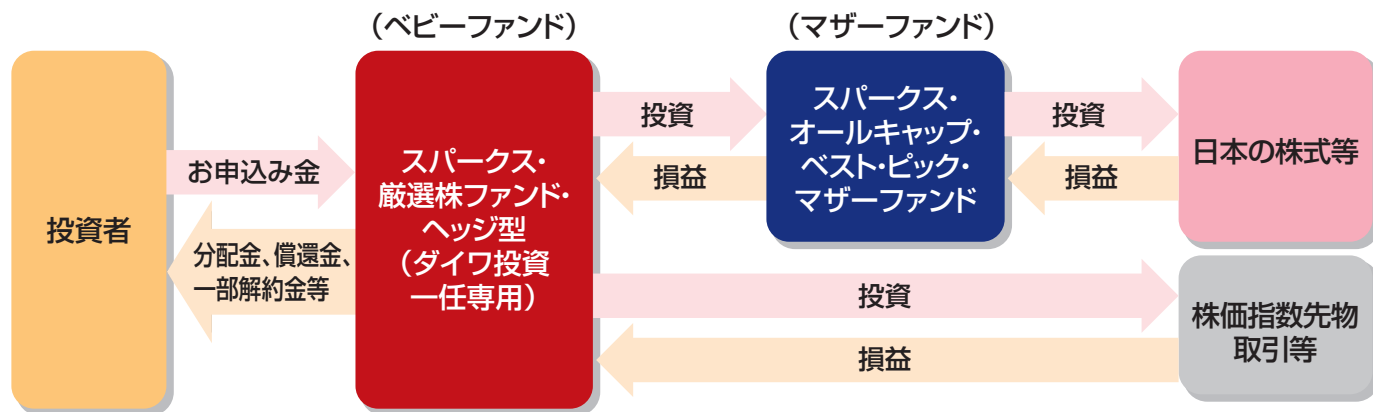 （ベビーファンド）
（マザーファンド）
投資者
お申込み金
分配金、償還金、
一部解約金等
スパークス・
厳選株ファンド・
ヘッジ型
（ダイワ投資
一任専用）
投資
損益
スパークス・
オールキャップ・
ベスト・ピック・
マザーファンド
投資
損益
日本の株式等
投資
損益
株価指数先物
取引等